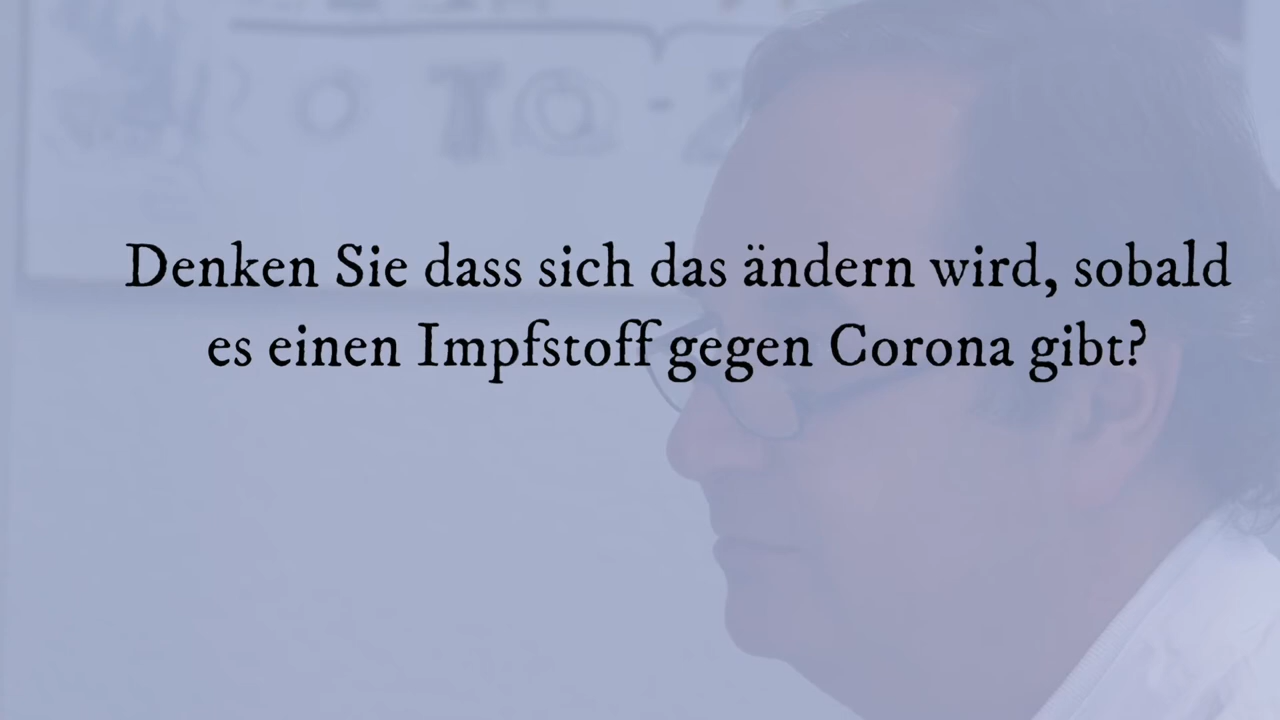 Denken Sie dass sich das ändern wird, sobald
es einen Impfstoff gegen Corona gibt?